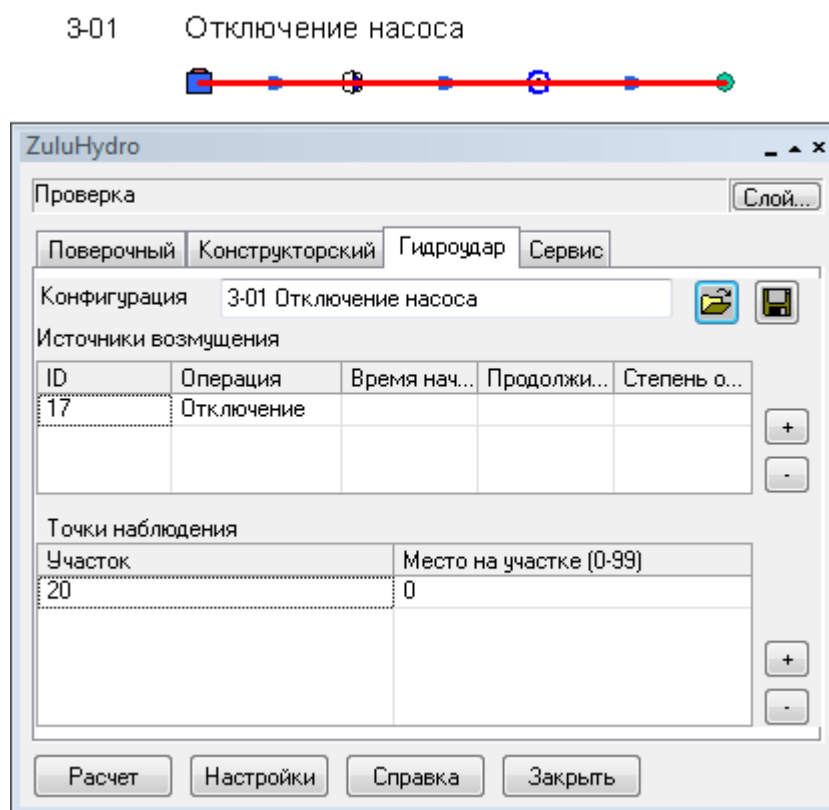 3-01 Отключение насоса
ZuluHydro
Проверка Слой...
Поверочный Конструкторский Гидроудар Сервис
Конфигурация 3-01 Отключение насоса
Источники возмущения
ID Операция Время нач... Продолжи... Степень о...
17 Отключение
+
-
Точки наблюдения
Участок Место на участке (0-99)
20 0
+
-
Расчет Настройки Справка Закрыть